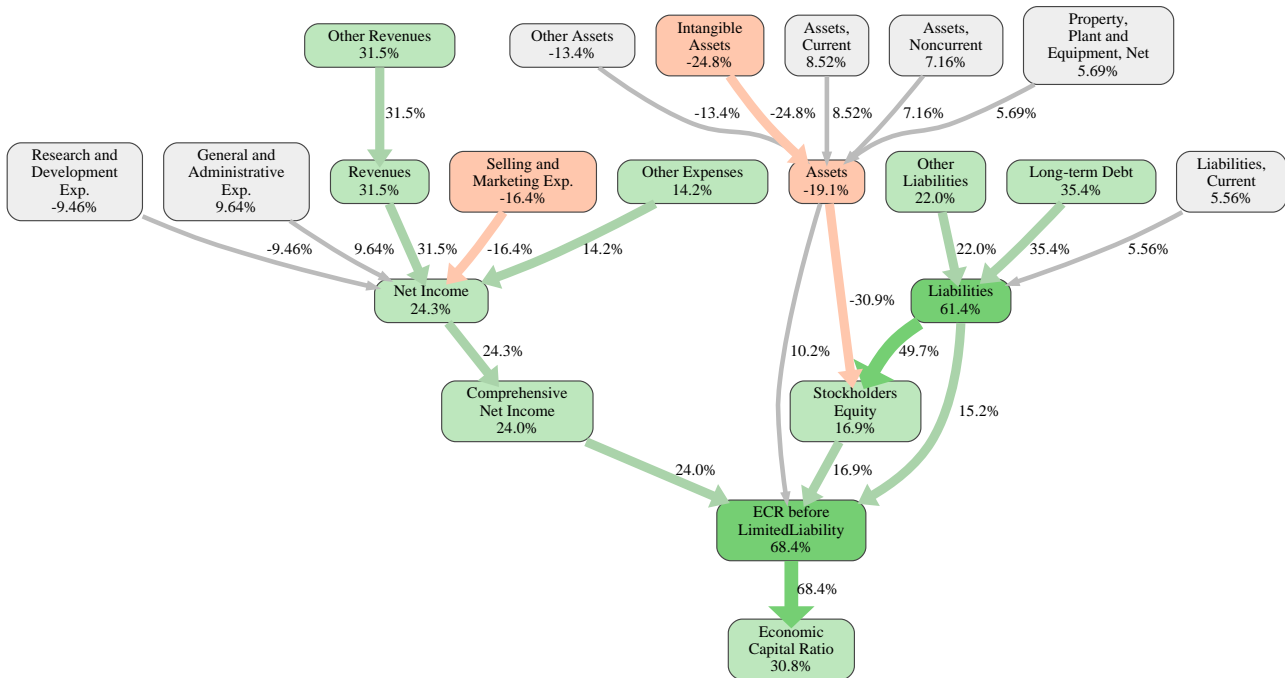 Other Revenues
31.5%
Other Assets
-13.4%
Intangible
Assets
-24.8%
Assets,
Current
8.52%
Assets,
Noncurrent
7.16%
Property,
Plant and
Equipment, Net
5.69%
31.5%
-13.4%
-24.8%
8.52%
7.16%
5.69%
Research and
Development
Exp.
-9.46%
General and
Administrative
Exp.
9.64%
Revenues
31.5%
Selling and
Marketing Exp.
-16.4%
Other Expenses
14.2%
Assets
-19.1%
Other
Liabilities
22.0%
Long-term Debt
35.4%
Liabilities,
Current
5.56%
-9.46%
9.64%
31.5%
-16.4%
14.2%
22.0%
35.4%
5.56%
Net Income
24.3%
-30.9%
Liabilities
61.4%
24.3%
10.2%
49.7%
Comprehensive
Net Income
24.0%
Stockholders
Equity
16.9%
15.2%
24.0%
16.9%
ECR before
LimitedLiability
68.4%
68.4%
Economic
Capital Ratio
30.8%